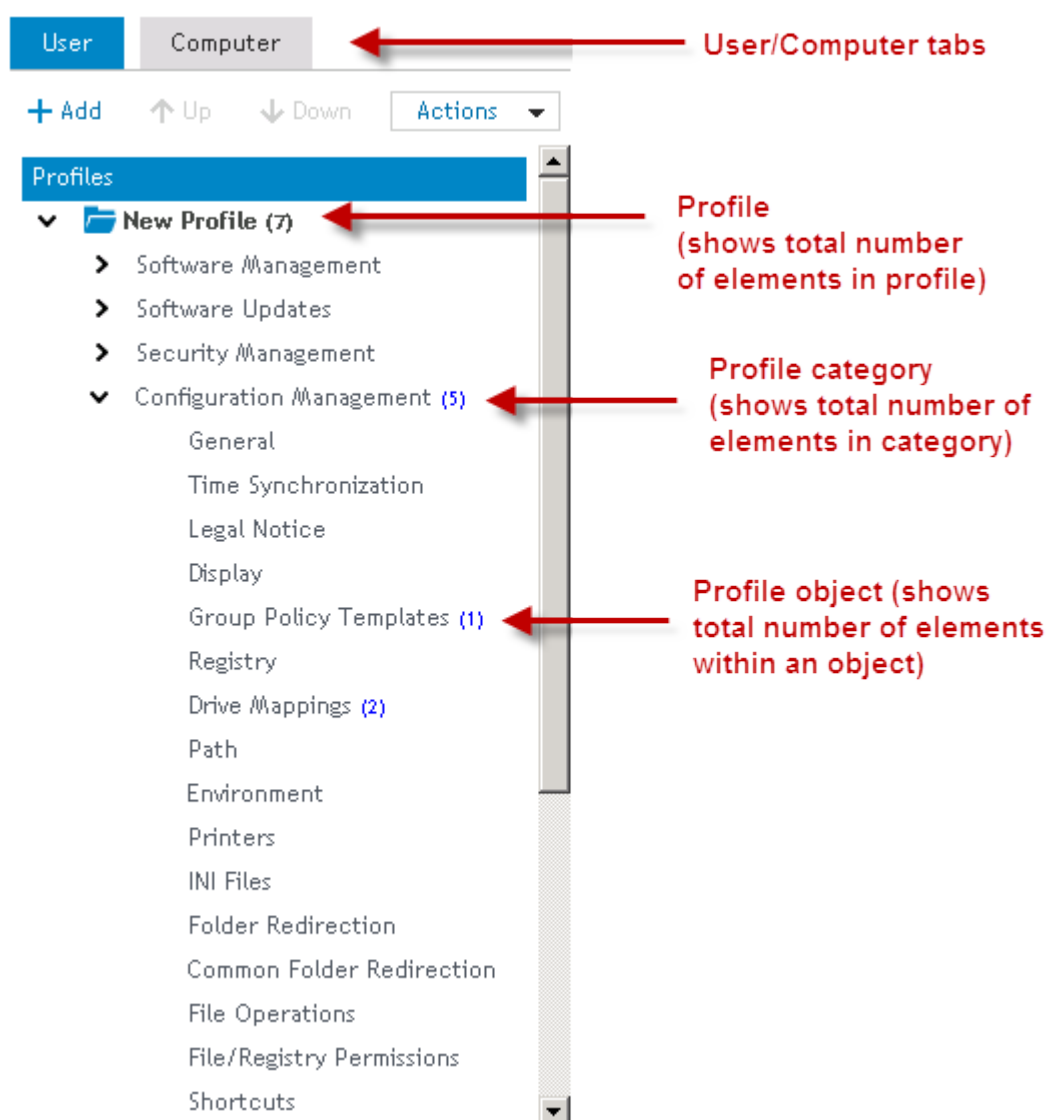 User Computer
User/Computer tabs
+ Add Up Down Actions
Profiles
New Profile (7)
Profile
(shows total number
of elements in profile)
Software Management
Software Updates
Security Management
Configuration Management (5)
Profile category
(shows total number of
elements in category)
General
Time Synchronization
Legal Notice
Display
Group Policy Templates (1)
Profile object (shows
total number of elements
within an object)
Registry
Drive Mappings (2)
Path
Environment
Printers
INI Files
Folder Redirection
Common Folder Redirection
File Operations
File/Registry Permissions
Shortcuts